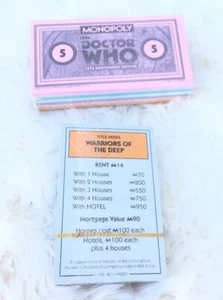 MONOPOLY
5
DOCTOR
5
WHO
50TH ANNIVERSARY EDITION
TITLE DEED
WARRIORS OF
THE DEEP
RENT ₩14
With 1 House ₩70
With 2 Houses ₩200
With 3 Houses ₩550
With 4 Houses ₩750
With HOTEL ₩950
Mortgage Value ₩90
Houses cost ₩100 each
Hotels, ₩100 each
plus 4 houses